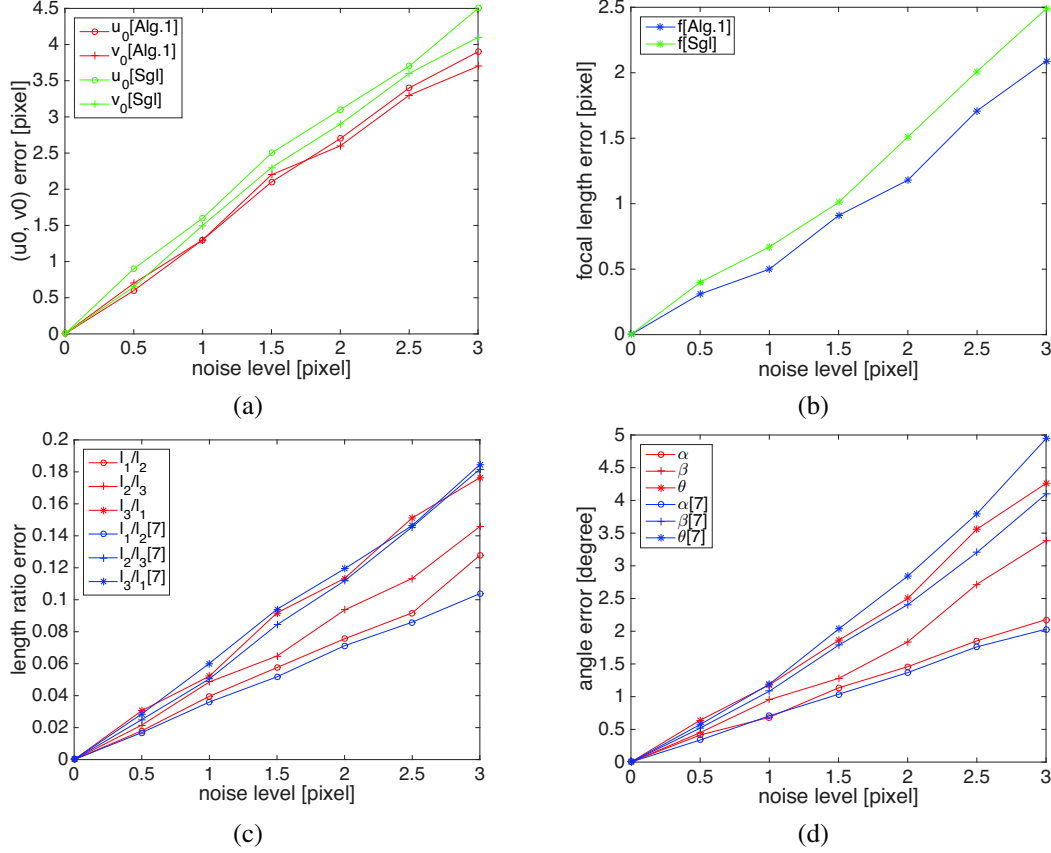 4.5
4
3.5
3
2.5
2
1.5
1
0.5
0
(u0, v0) error [pixel]
u0[Alg.1]
v0[Alg.1]
u0[Sgl]
v0[Sgl]
0 0.5 1 1.5 2 2.5 3
noise level [pixel]
(a)
2.5
2
1.5
1
0.5
0
focal length error [pixel]
f[Alg.1]
f[Sgl]
0 0.5 1 1.5 2 2.5 3
noise level [pixel]
(b)
0.2
0.18
0.16
0.14
0.12
0.1
0.08
0.06
0.04
0.02
0
length ratio error
l1/l2
l2/l3
l3/l1
l1/l2[7]
l2/l3[7]
l3/l1[7]
0 0.5 1 1.5 2 2.5 3
noise level [pixel]
(c)
5
4.5
4
3.5
3
2.5
2
1.5
1
0.5
0
angle error [degree]
α
β
θ
α[7]
β[7]
θ[7]
0 0.5 1 1.5 2 2.5 3
noise level [pixel]
(d)